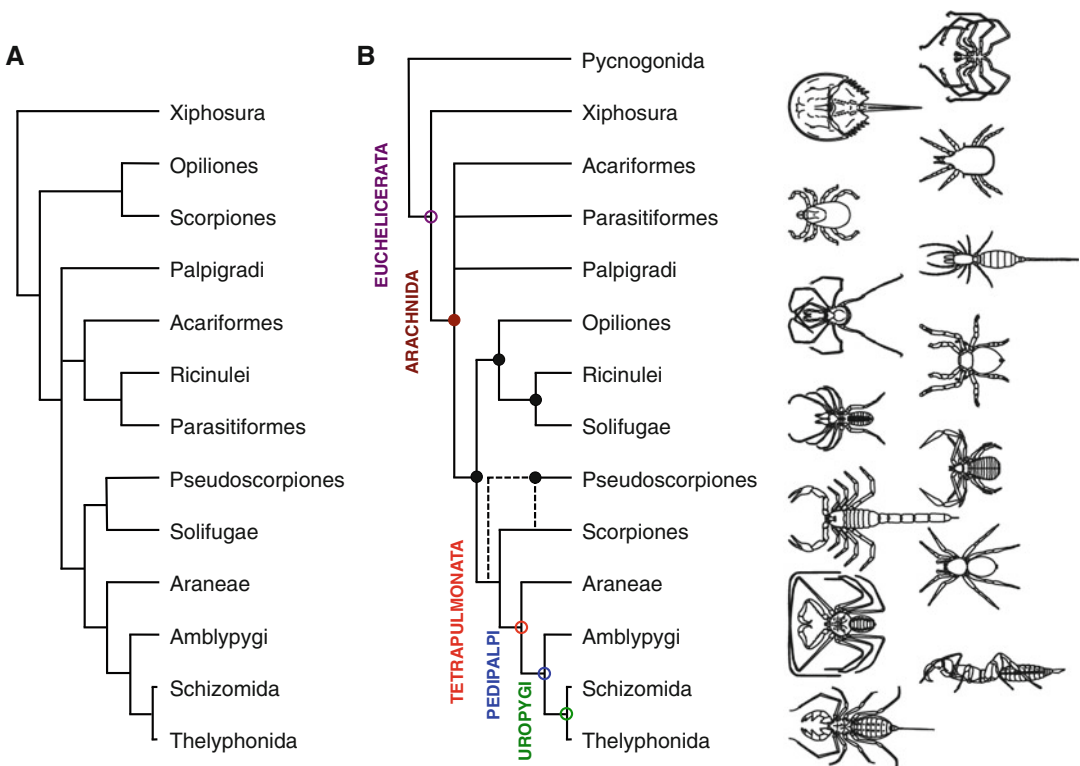 A
Xiphosura
Opiliones
Scorpiones
Palpigradi
Acariformes
Ricinulei
Parasitiformes
Pseudoscorpiones
Solifugae
Araneae
Amblypygi
Schizomida
Thelyphonida
B
Pycnogonida
Xiphosura
Acariformes
Parasitiformes
Palpigradi
Opiliones
Ricinulei
Solifugae
Pseudoscorpiones
Scorpiones
Araneae
Amblypygi
Schizomida
Thelyphonida
EUCHELICERATA
ARACHNIDA
TETRAPULMONATA
PEDIPALPI
UROPYGI